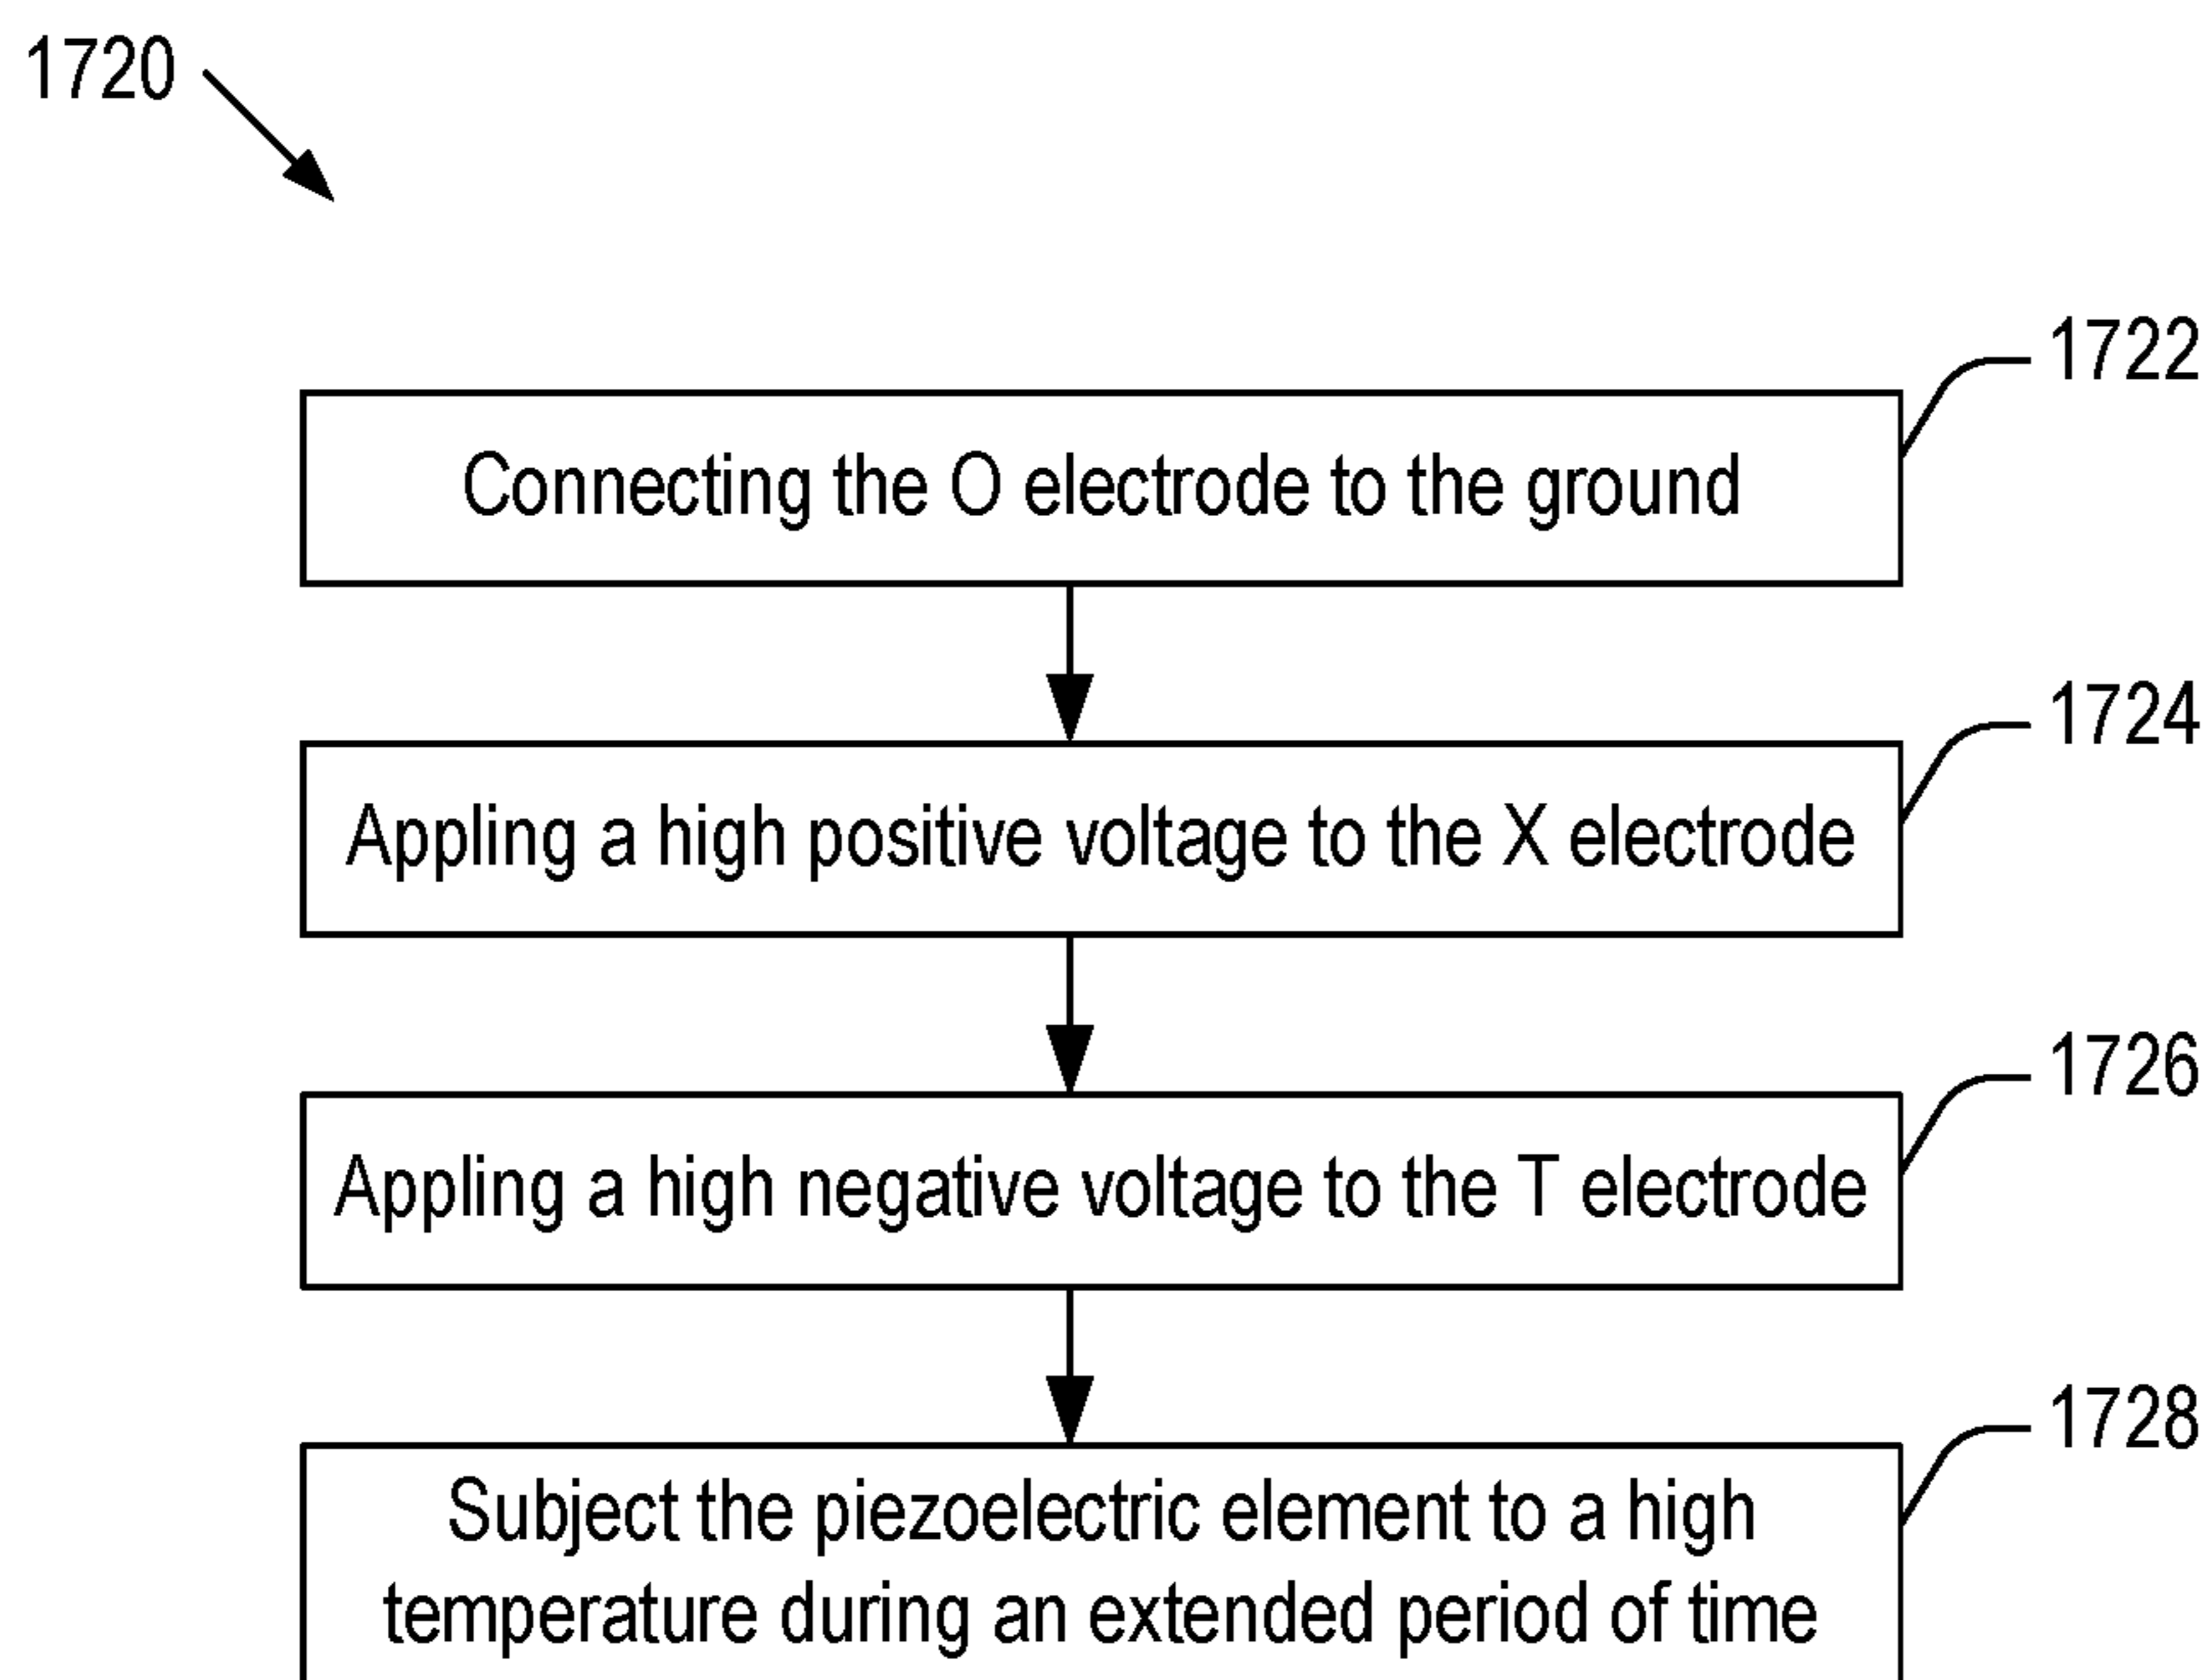 1720
1722
Connecting the O electrode to the ground
1724
Appling a high positive voltage to the X electrode
1726
Appling a high negative voltage to the T electrode
1728
Subject the piezoelectric element to a high
temperature during an extended period of time